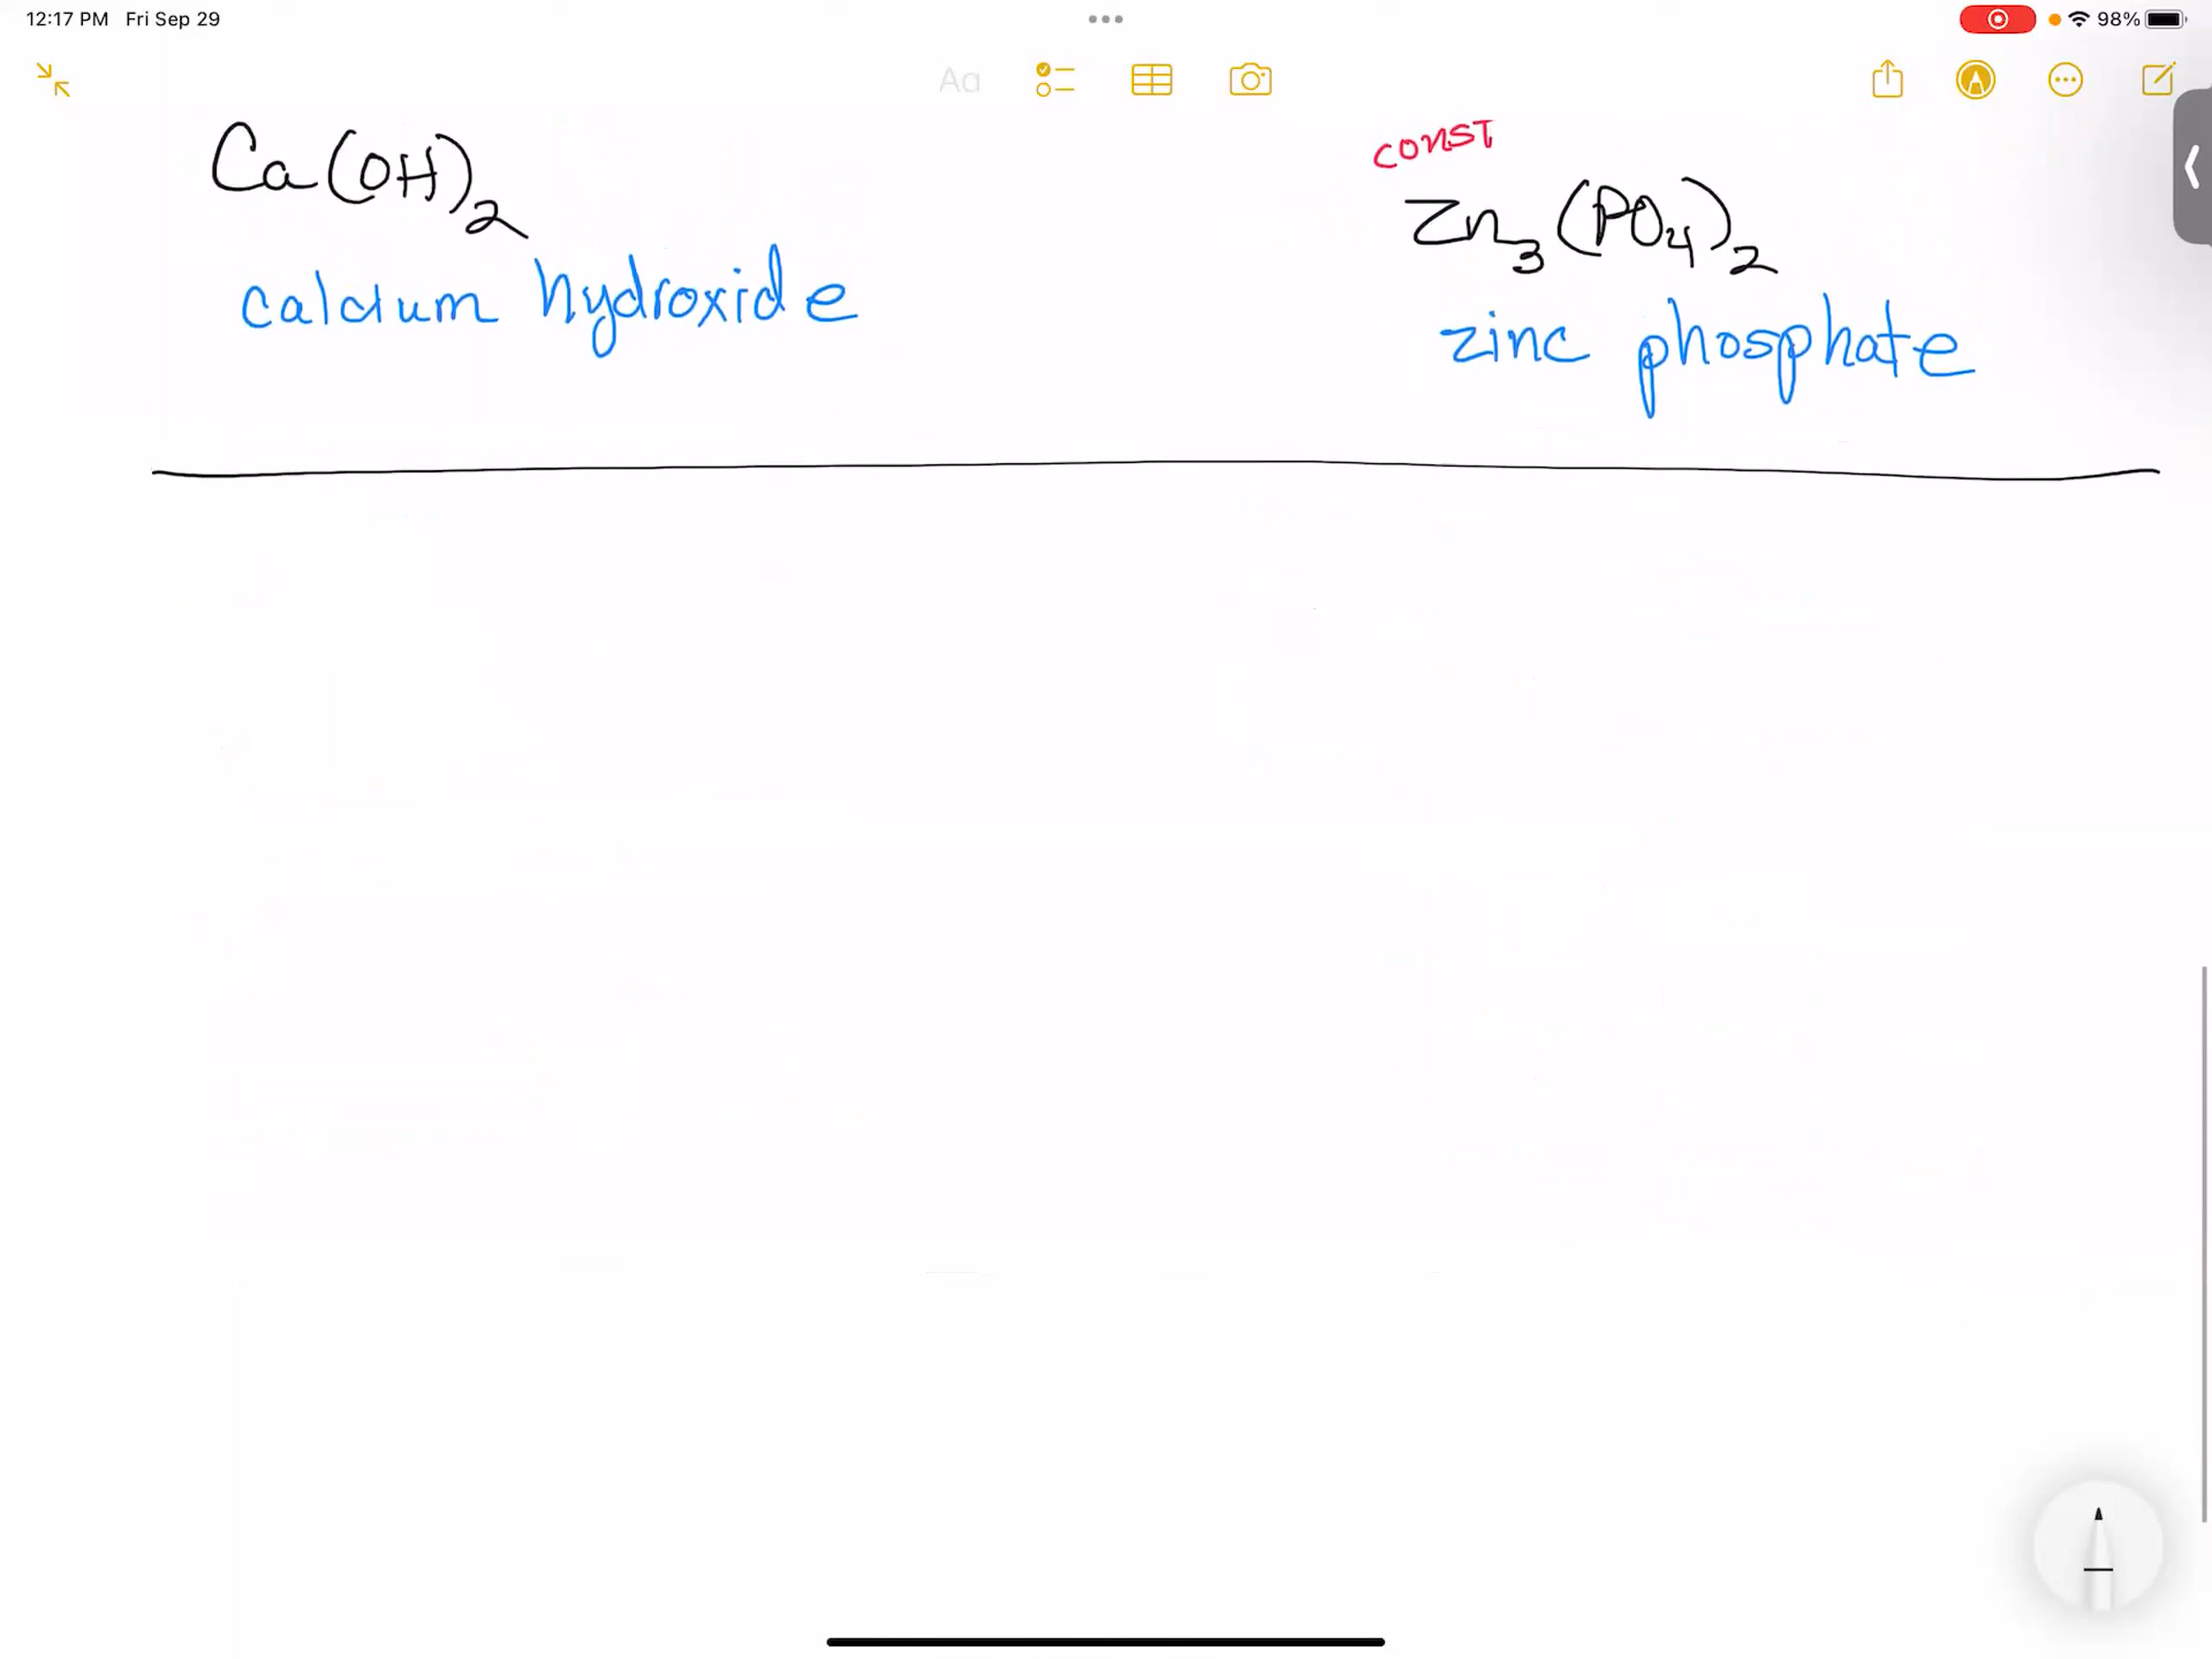 12:17 PM Fri Sep 29
98%
Aa
Ca(OH)₂
calcium hydroxide
const
Zn₃(PO₄)₂
zinc phosphate